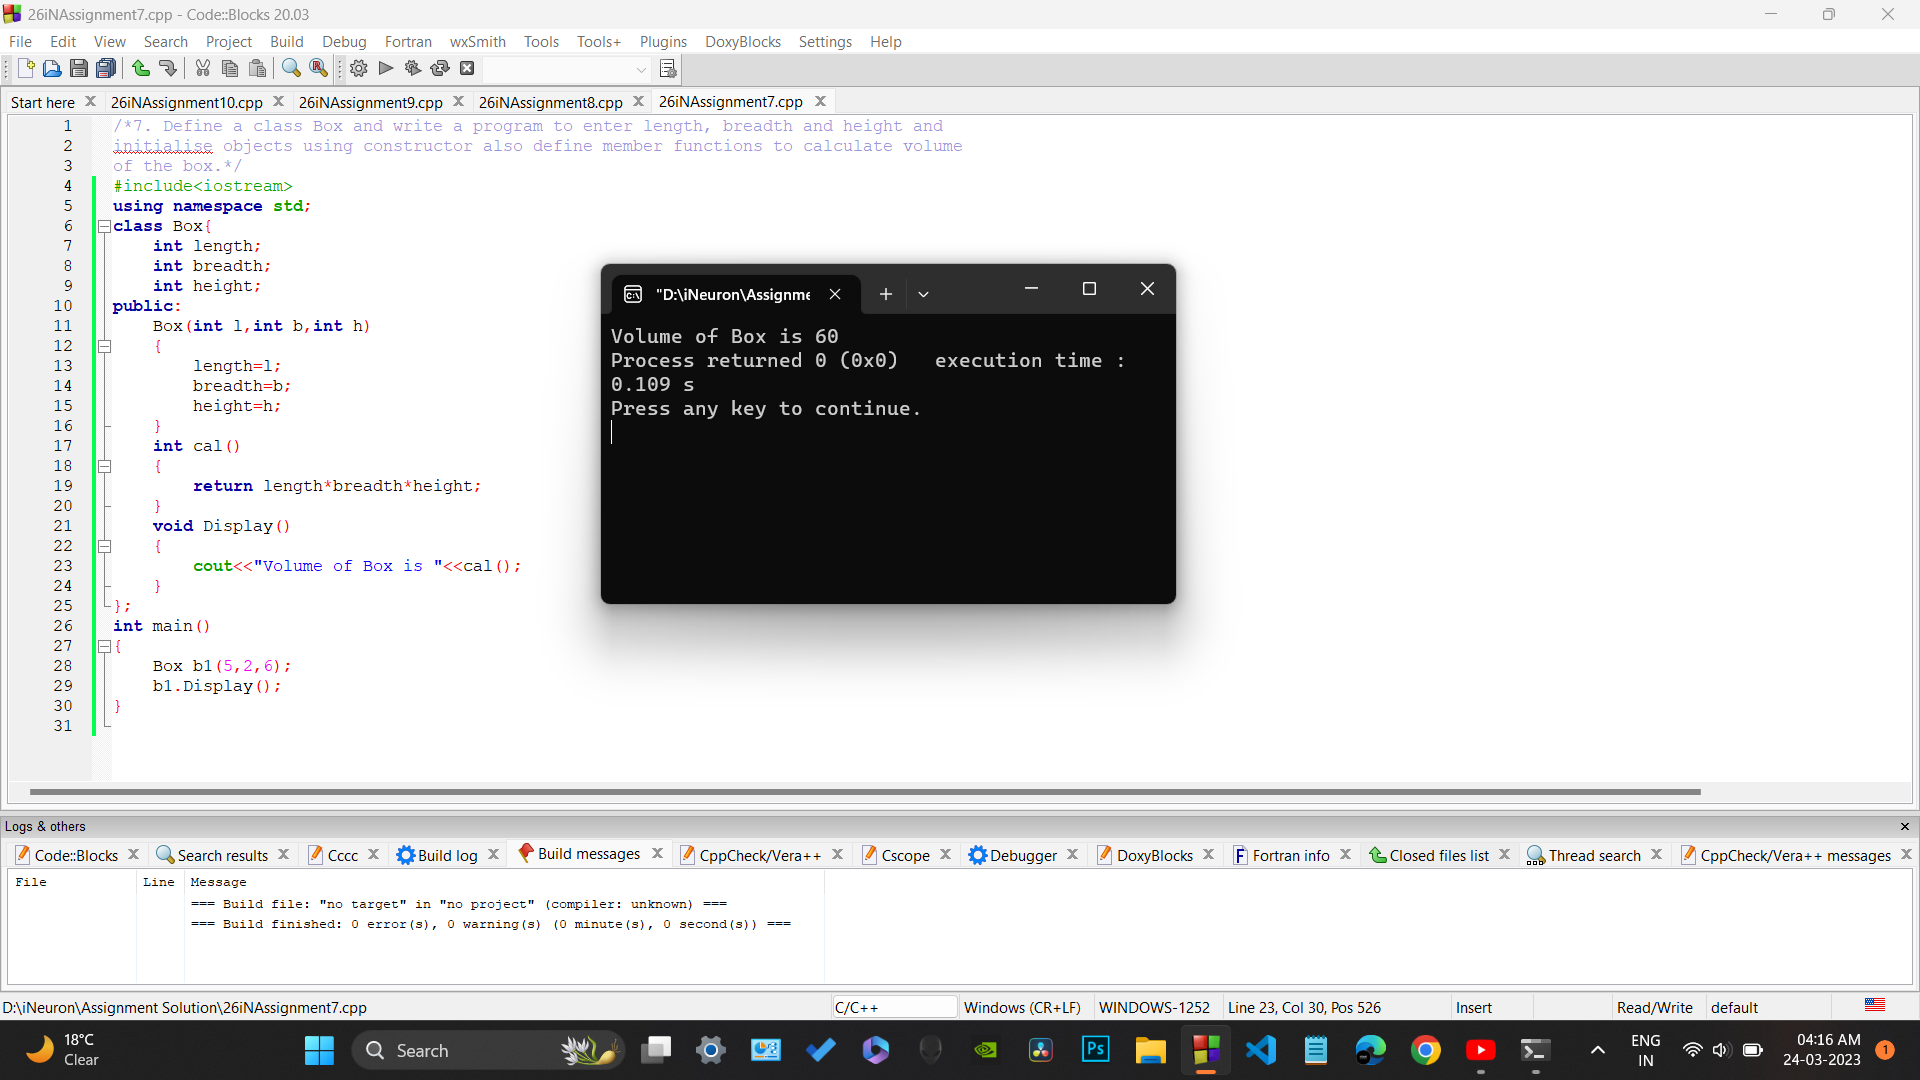 26iNAssignment7.cpp - Code::Blocks 20.03
File Edit View Search Project Build Debug Fortran wxSmith Tools Tools+ Plugins DoxyBlocks Settings Help
Start here 26iNAssignment10.cpp 26iNAssignment9.cpp 26iNAssignment8.cpp 26iNAssignment7.cpp
1 /*7. Define a class Box and write a program to enter length, breadth and height and
2 initialise objects using constructor also define member functions to calculate volume
3 of the box.*/
4 #include<iostream>
5 using namespace std;
6 class Box{
7 int length;
8 int breadth;
9 int height;
10 public:
11 Box(int l,int b,int h)
12 {
13 length=l;
14 breadth=b;
15 height=h;
16 }
17 int cal()
18 {
19 return length*breadth*height;
20 }
21 void Display()
22 {
23 cout<<"Volume of Box is "<<cal();
24 }
25 };
26 int main()
27 {
28 Box b1(5,2,6);
29 b1.Display();
30 }
31
"D:\iNeuron\Assignme
Volume of Box is 60
Process returned 0 (0x0)   execution time :
0.109 s
Press any key to continue.
Logs & others
Code::Blocks Search results Cccc Build log Build messages CppCheck/Vera++ Cscope Debugger DoxyBlocks Fortran info Closed files list Thread search CppCheck/Vera++ messages
File Line Message
=== Build file: "no target" in "no project" (compiler: unknown) ===
=== Build finished: 0 error(s), 0 warning(s) (0 minute(s), 0 second(s)) ===
D:\iNeuron\Assignment Solution\26iNAssignment7.cpp C/C++ Windows (CR+LF) WINDOWS-1252 Line 23, Col 30, Pos 526 Insert Read/Write default
18°C
Clear
Search
Ps
ENG
IN
04:16 AM
24-03-2023
1